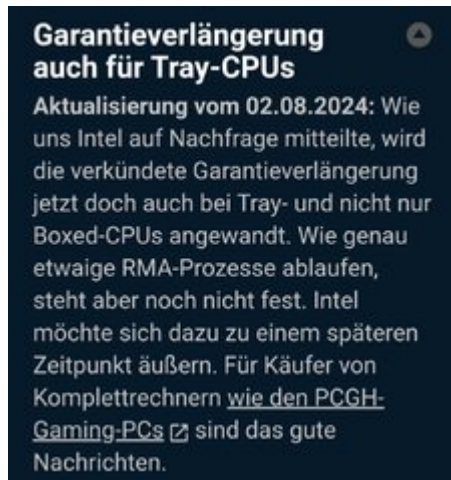 Garantieverlängerung
auch für Tray-CPUs
Aktualisierung vom 02.08.2024: Wie
uns Intel auf Nachfrage mitteilte, wird
die verkündete Garantieverlängerung
jetzt doch auch bei Tray- und nicht nur
Boxed-CPUs angewandt. Wie genau
etwaige RMA-Prozesse ablaufen,
steht aber noch nicht fest. Intel
möchte sich dazu zu einem späteren
Zeitpunkt äußern. Für Käufer von
Komplettrechnern wie den PCGH-
Gaming-PCs sind das gute
Nachrichten.